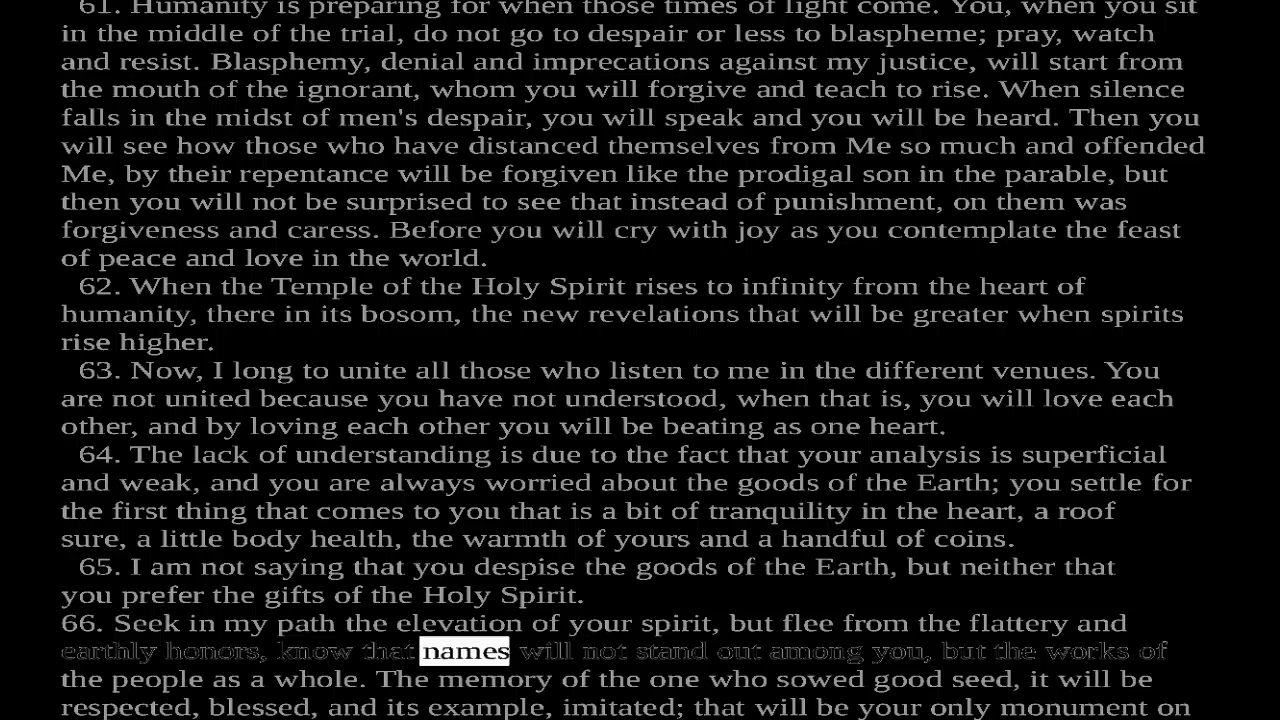 61. Humanity is preparing for when those times of light come. You, when you sit
in the middle of the trial, do not go to despair or less to blaspheme; pray, watch
and resist. Blasphemy, denial and imprecations against my justice, will start from
the mouth of the ignorant, whom you will forgive and teach to rise. When silence
falls in the midst of men's despair, you will speak and you will be heard. Then you
will see how those who have distanced themselves from Me so much and offended
Me, by their repentance will be forgiven like the prodigal son in the parable, but
then you will not be surprised to see that instead of punishment, on them was
forgiveness and caress. Before you will cry with joy as you contemplate the feast
of peace and love in the world.
62. When the Temple of the Holy Spirit rises to infinity from the heart of
humanity, there in its bosom, the new revelations that will be greater when spirits
rise higher.
63. Now, I long to unite all those who listen to me in the different venues. You
are not united because you have not understood, when that is, you will love each
other, and by loving each other you will be beating as one heart.
64. The lack of understanding is due to the fact that your analysis is superficial
and weak, and you are always worried about the goods of the Earth; you settle for
the first thing that comes to you that is a bit of tranquility in the heart, a roof
sure, a little body health, the warmth of yours and a handful of coins.
65. I am not saying that you despise the goods of the Earth, but neither that
you prefer the gifts of the Holy Spirit.
66. Seek in my path the elevation of your spirit, but flee from the flattery and
earthly honors, know that names will not stand out among you, but the works of
the people as a whole. The memory of the one who sowed good seed, it will be
respected, blessed, and its example, imitated; that will be your only monument on